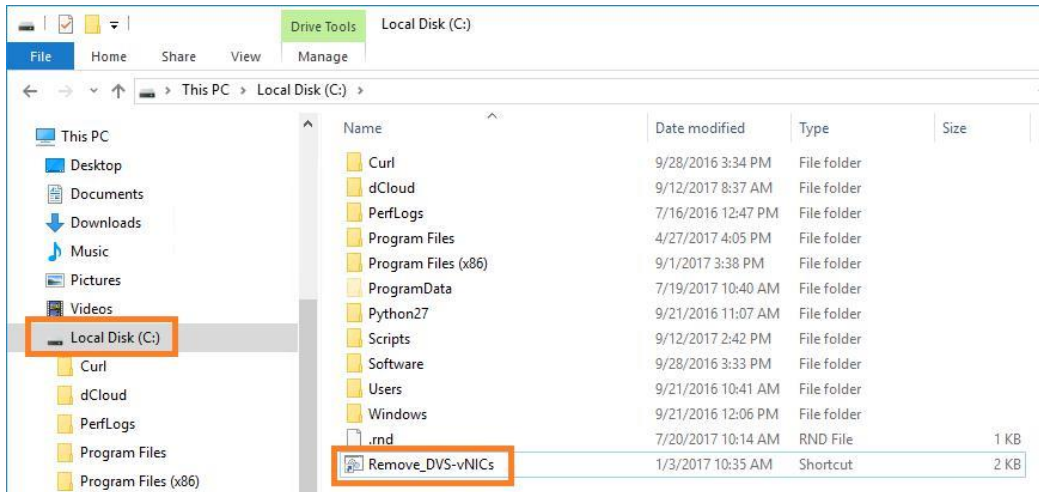 Drive Tools Local Disk (C:)
File Home Share View Manage
This PC > Local Disk (C:) >
Name Date modified Type Size
This PC
Desktop
Documents
Downloads
Music
Pictures
Videos
Local Disk (C:)
Curl
dCloud
PerfLogs
Program Files
Program Files (x86)
Curl 9/28/2016 3:34 PM File folder
dCloud 9/12/2017 8:37 AM File folder
PerfLogs 7/16/2016 12:47 PM File folder
Program Files 4/27/2017 4:05 PM File folder
Program Files (x86) 9/1/2017 3:38 PM File folder
ProgramData 7/19/2017 10:40 AM File folder
Python27 9/21/2016 11:07 AM File folder
Scripts 9/12/2017 2:42 PM File folder
Software 9/28/2016 3:33 PM File folder
Users 9/21/2016 10:41 AM File folder
Windows 9/21/2016 12:06 PM File folder
.rnd 7/20/2017 10:14 AM RND File 1 KB
Remove_DVS-vNICs 1/3/2017 10:35 AM Shortcut 2 KB